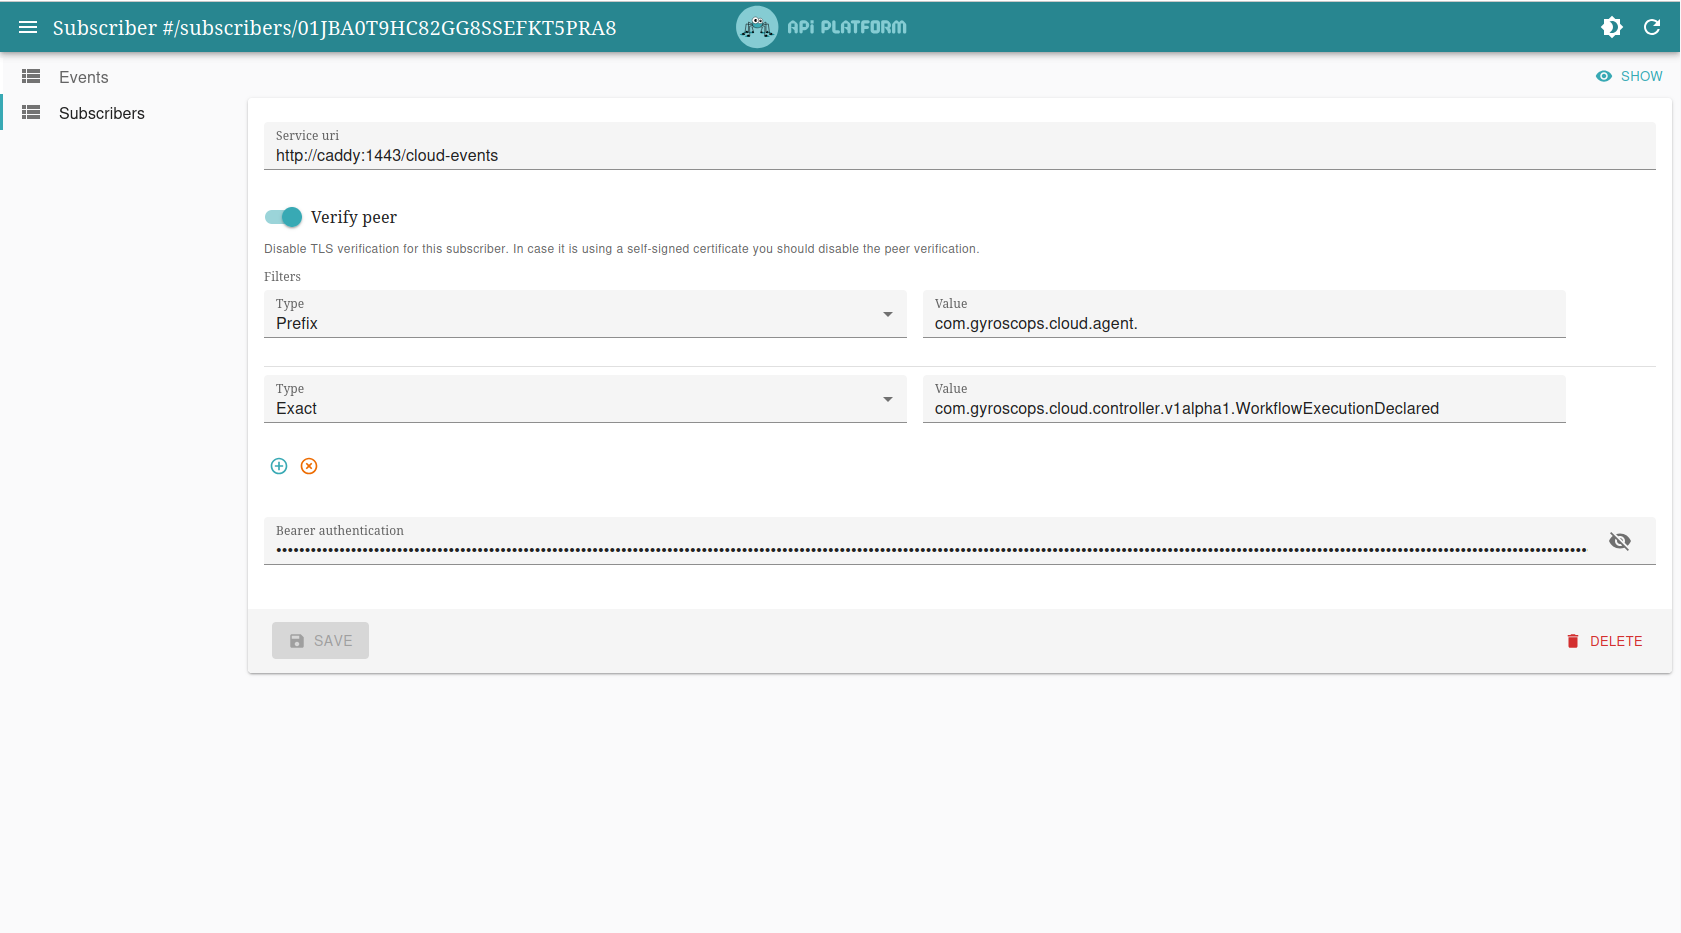 Subscriber #/subscribers/01JBA0T9HC82GG8SSEFKT5PRA8
APi PLATFORM
Events
Subscribers
SHOW
Service uri
http://caddy:1443/cloud-events
Verify peer
Disable TLS verification for this subscriber. In case it is using a self-signed certificate you should disable the peer verification.
Filters
Type
Prefix
Value
com.gyroscops.cloud.agent.
Type
Exact
Value
com.gyroscops.cloud.controller.v1alpha1.WorkflowExecutionDeclared
Bearer authentication
SAVE
DELETE